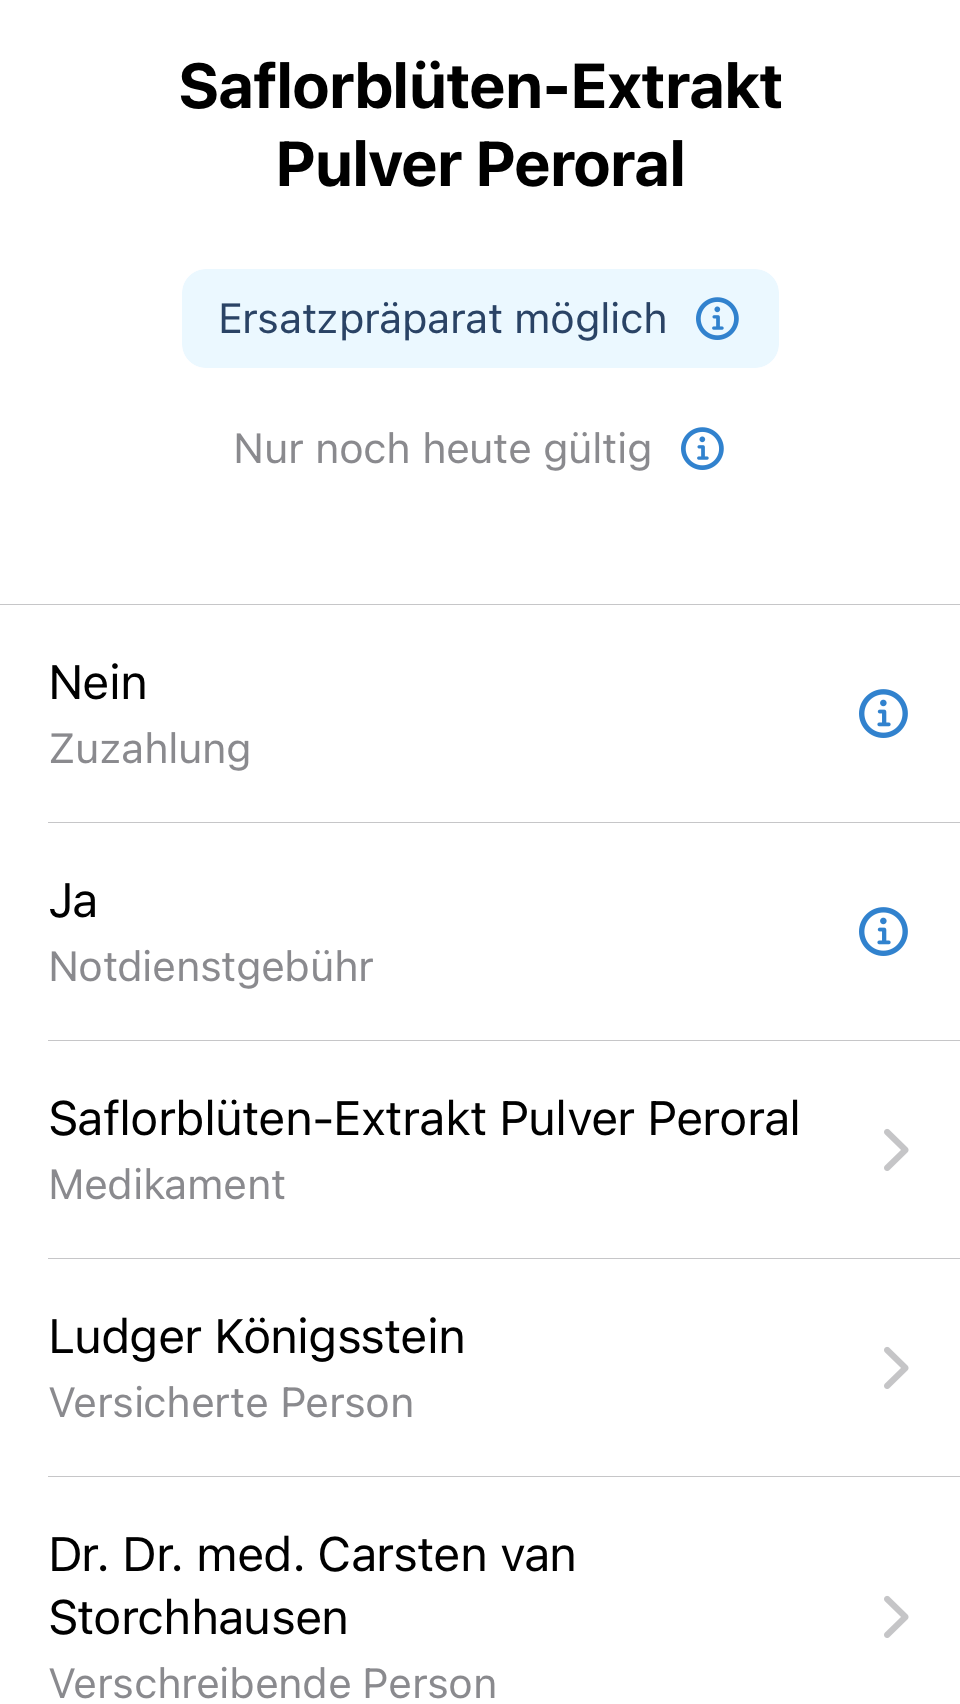 Saflorblüten-Extrakt
Pulver Peroral
Ersatzpräparat möglich
Nur noch heute gültig
Nein
Zuzahlung
Ja
Notdienstgebühr
Saflorblüten-Extrakt Pulver Peroral
Medikament
Ludger Königsstein
Versicherte Person
Dr. Dr. med. Carsten van
Storchhausen
Verschreibende Person